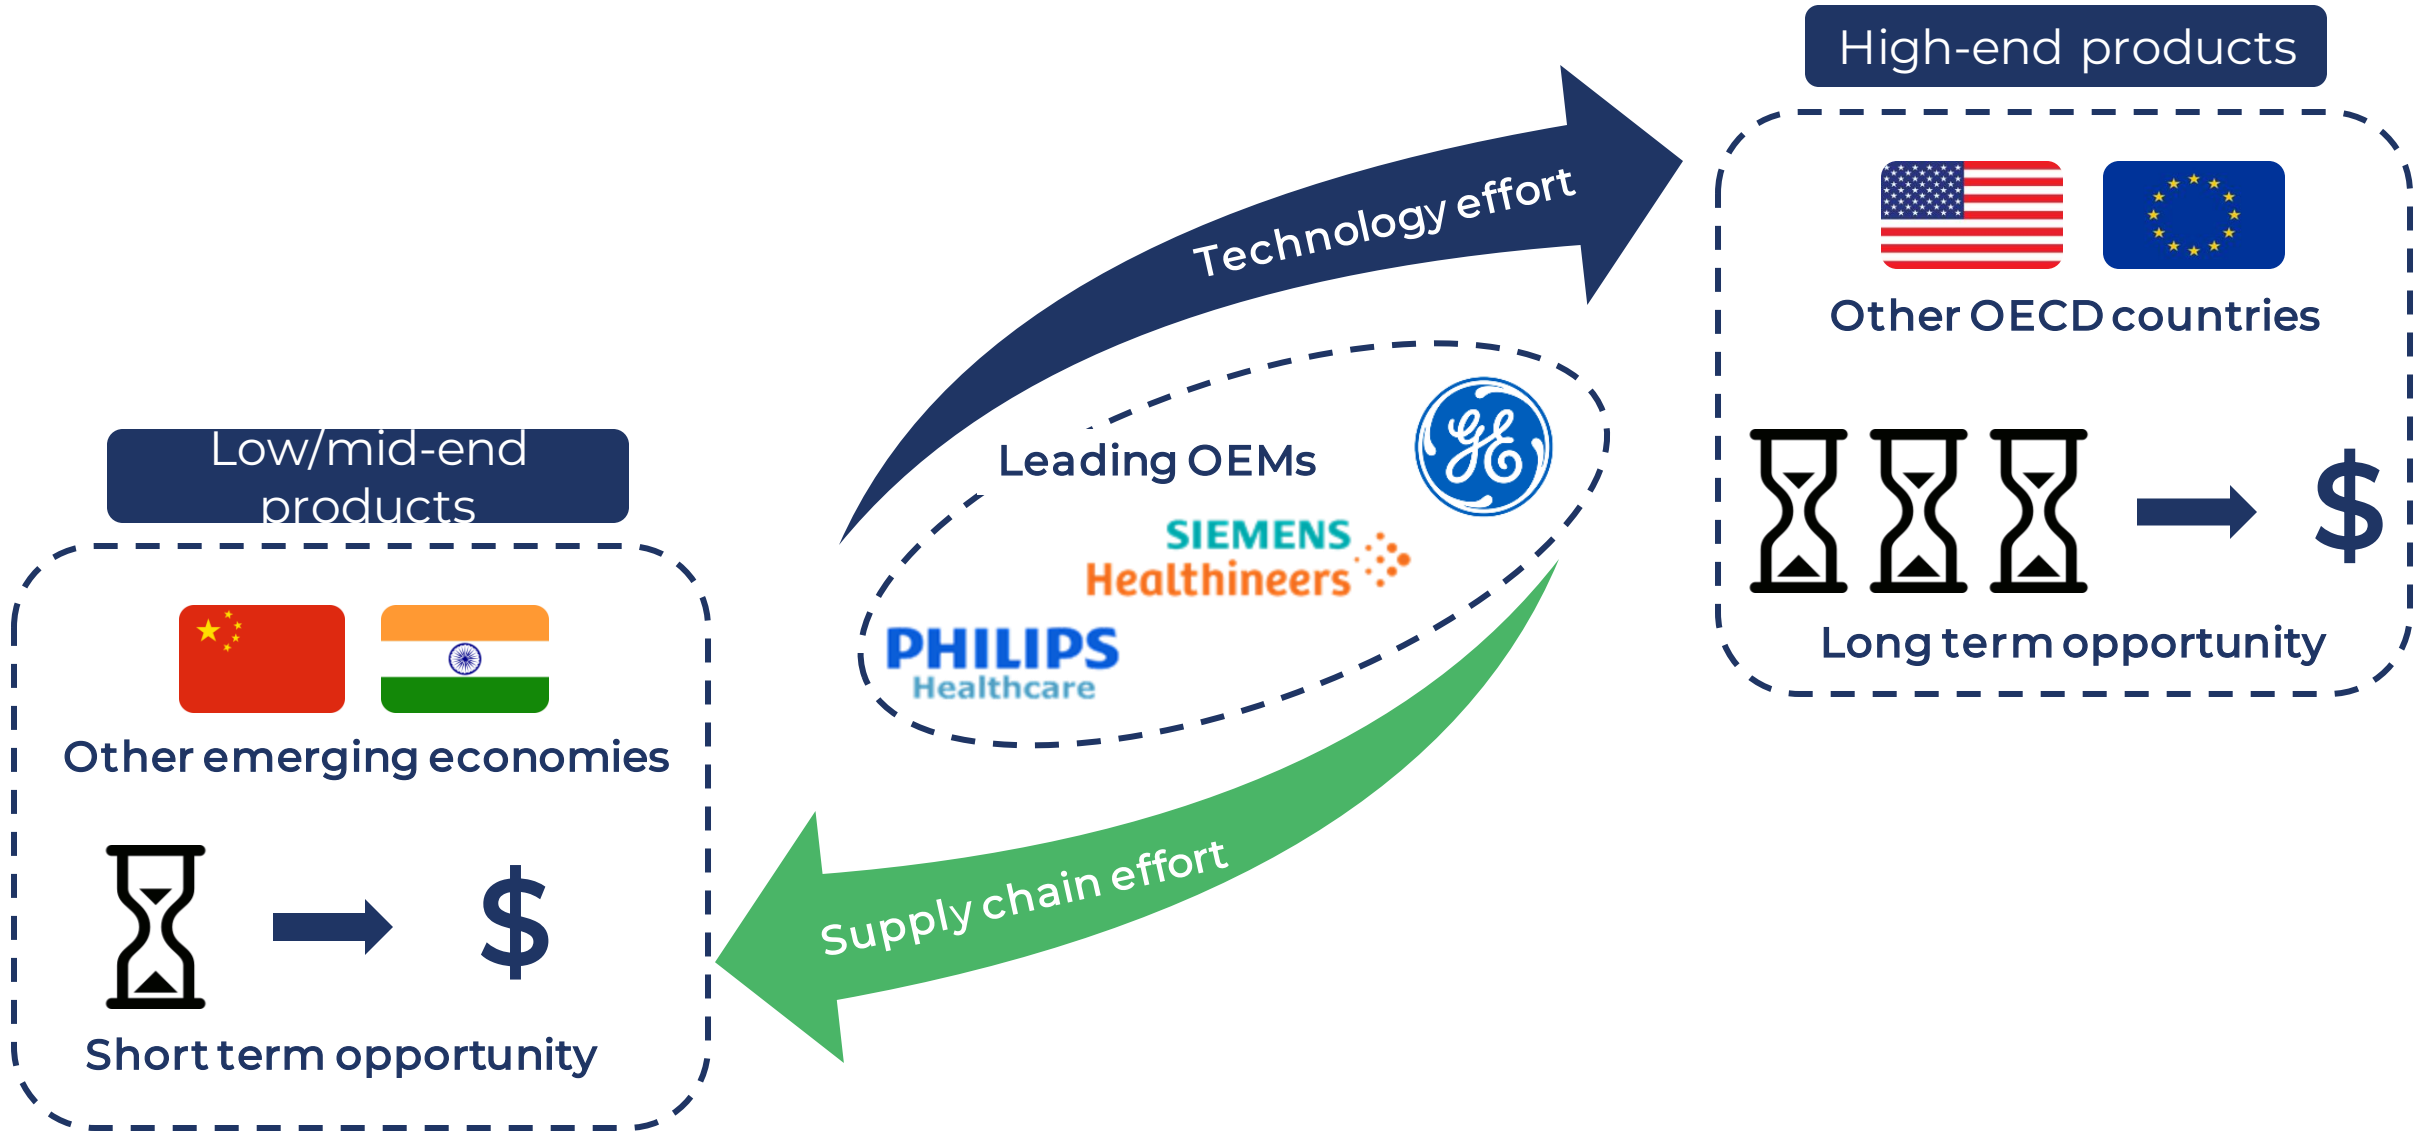 High-end products
Other OECD countries
$
Long term opportunity
Technology effort
Leading OEMs
GE
SIEMENS
Healthineers
PHILIPS
Healthcare
Supply chain effort
Low/mid-end
products
Other emerging economies
$
Short term opportunity